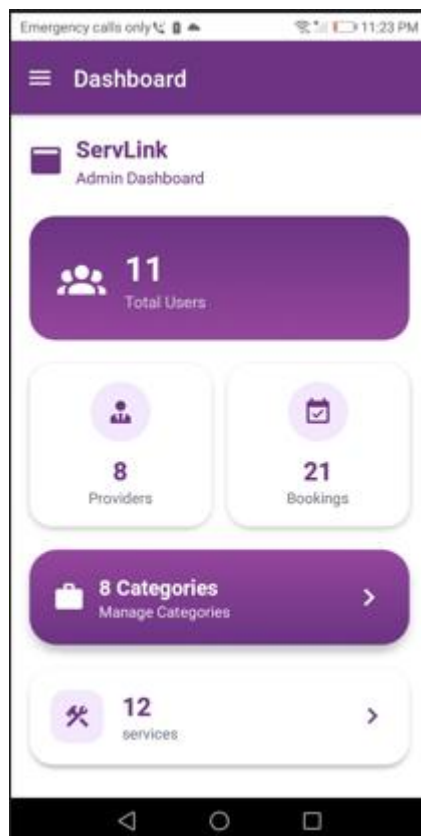 Emergency calls only 11:23 PM
Dashboard
ServLink
Admin Dashboard
11
Total Users
8
Providers
21
Bookings
8 Categories
Manage Categories
12
services